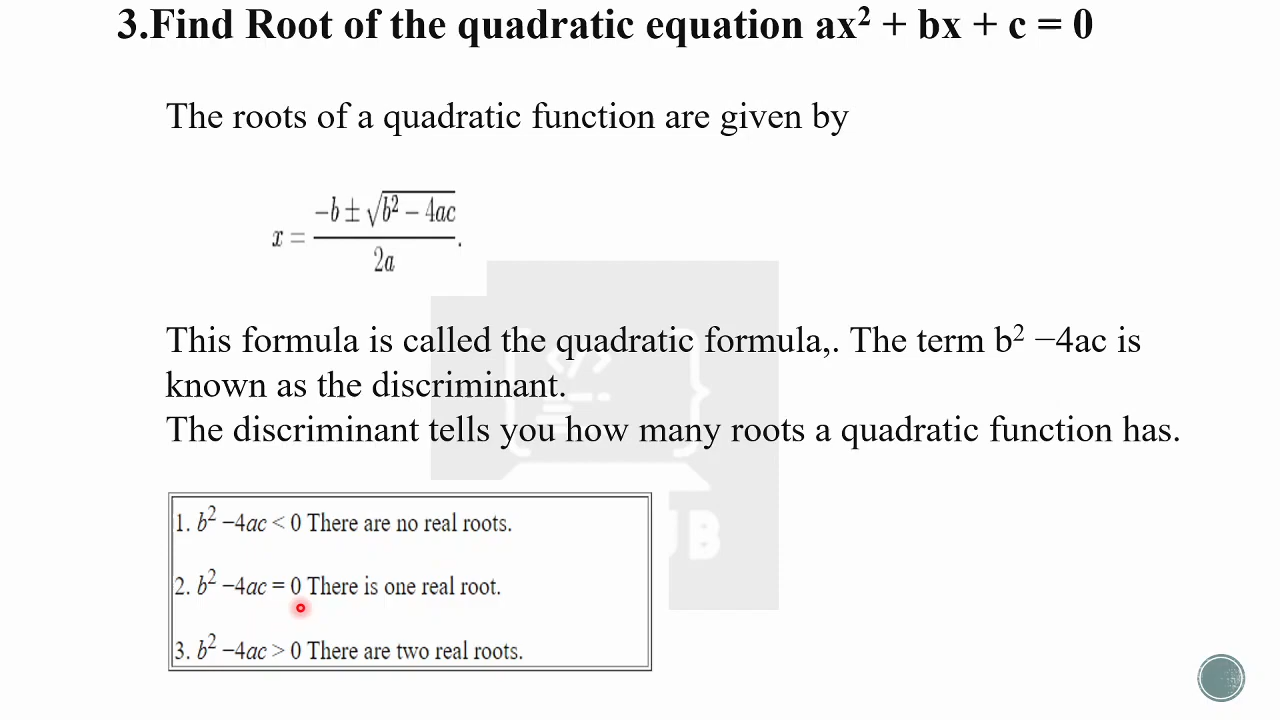 3.Find Root of the quadratic equation ax² + bx + c = 0
The roots of a quadratic function are given by
x = (-b ± √(b² − 4ac)) / 2a.
This formula is called the quadratic formula,. The term b² −4ac is
known as the discriminant.
The discriminant tells you how many roots a quadratic function has.
1. b² −4ac < 0 There are no real roots.
2. b² −4ac = 0 There is one real root.
3. b² −4ac > 0 There are two real roots.